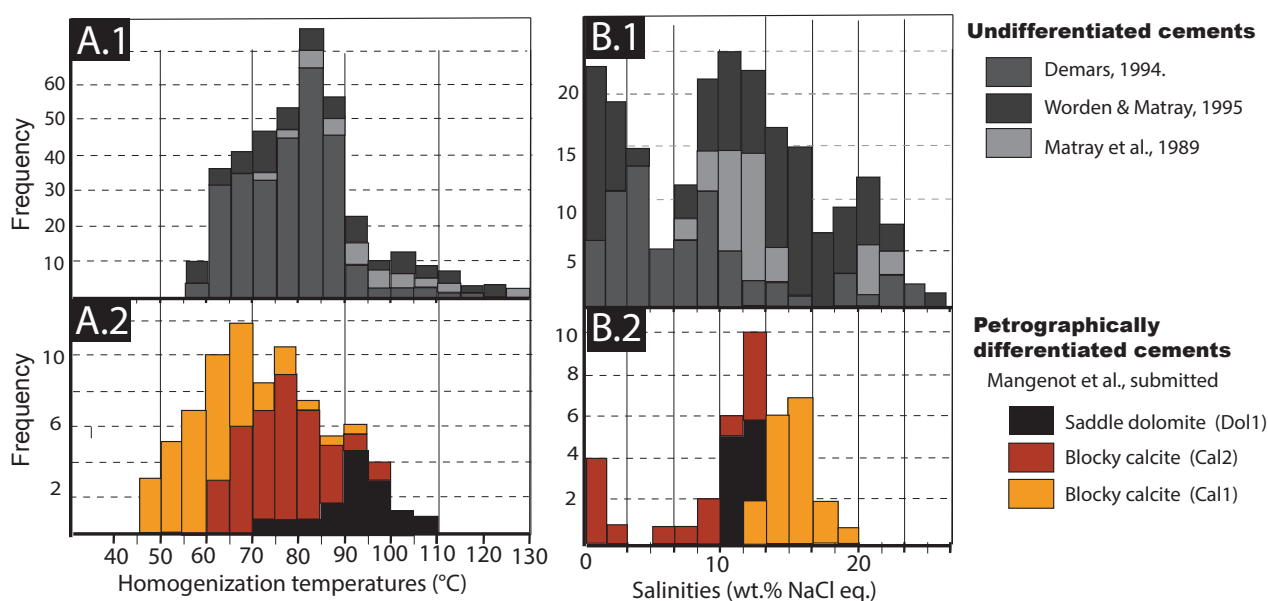 A.1
Frequency
60
50
40
30
20
10
B.1
20
15
10
5
Undifferentiated cements
Demars, 1994.
Worden & Matray, 1995
Matray et al., 1989
A.2
Frequency
10
6
2
40 50 60 70 80 90 100 110 120 130
Homogenization temperatures (°C)
B.2
10
8
6
4
2
0 10 20
Salinities (wt.% NaCl eq.)
Petrographically
differentiated cements
Mangenot et al., submitted
Saddle dolomite (Dol1)
Blocky calcite (Cal2)
Blocky calcite (Cal1)